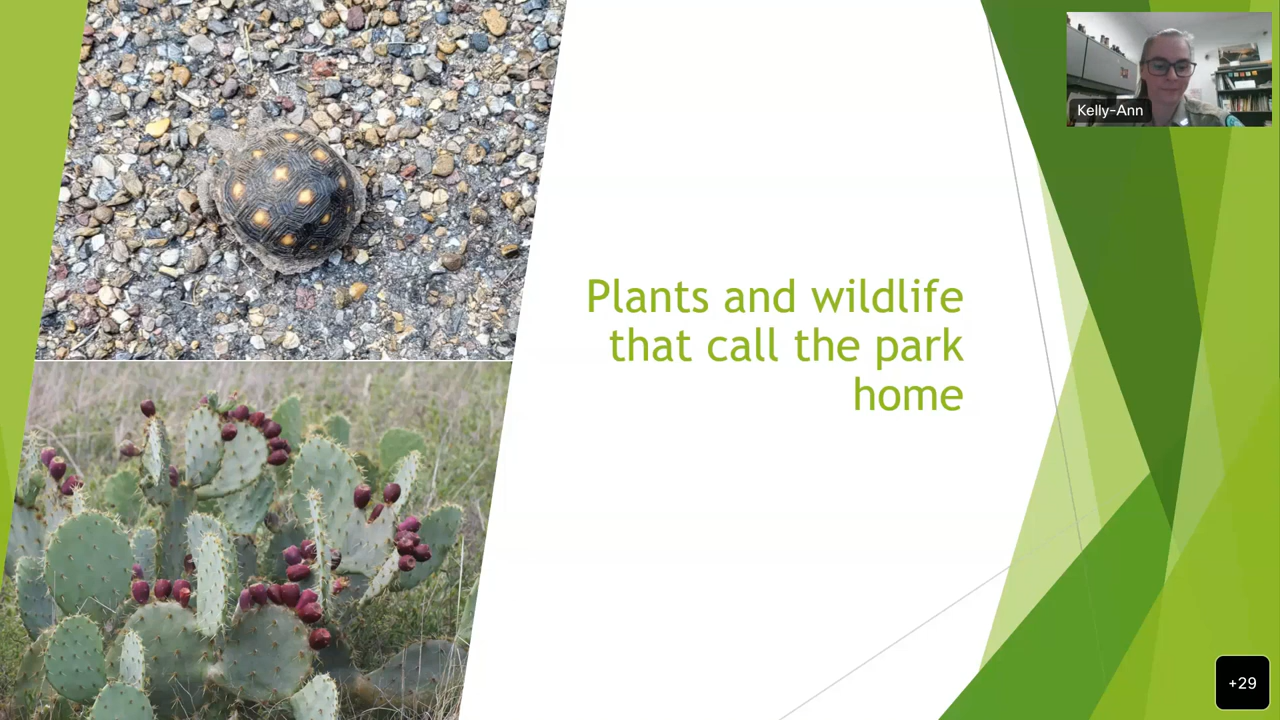 Kelly-Ann
Plants and wildlife
that call the park
home
+29